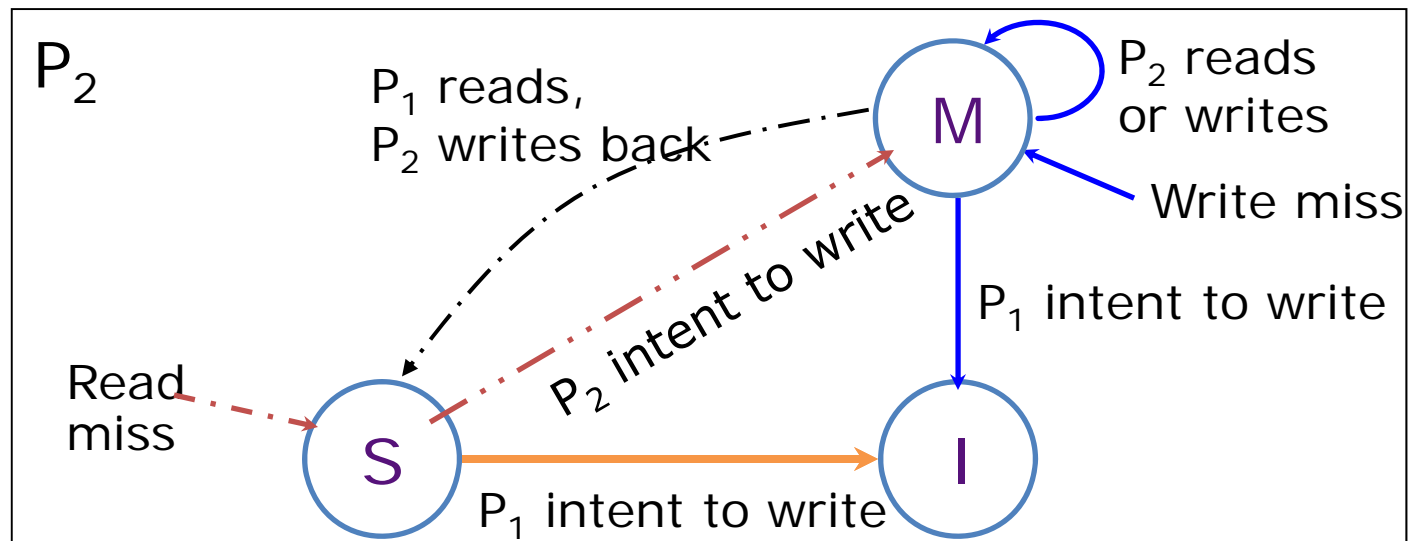 P₂
P₁ reads,
P₂ writes back
M
P₂ reads
or writes
Write miss
P₂ intent to write
P₁ intent to write
Read
miss
S
I
P₁ intent to write